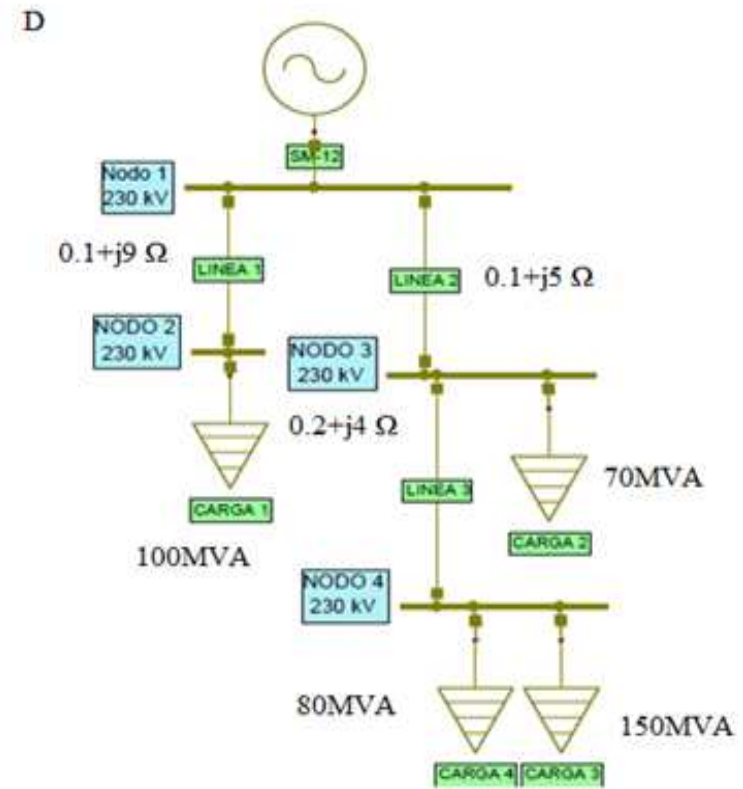 D
SM-12
Nodo 1
230 kV
0.1+j9 Ω
LINEA 1
LINEA 2
0.1+j5 Ω
NODO 2
230 kV
NODO 3
230 kV
0.2+j4 Ω
CARGA 1
100MVA
LINEA 3
70MVA
CARGA 2
NODO 4
230 kV
80MVA
150MVA
CARGA 4
CARGA 3